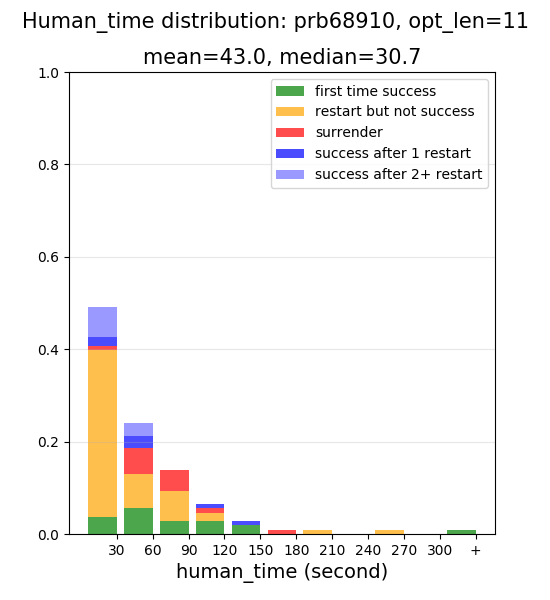 Human_time distribution: prb68910, opt_len=11
mean=43.0, median=30.7
1.0
0.8
0.6
0.4
0.2
0.0
first time success
restart but not success
surrender
success after 1 restart
success after 2+ restart
30 60 90 120 150 180 210 240 270 300 +
human_time (second)